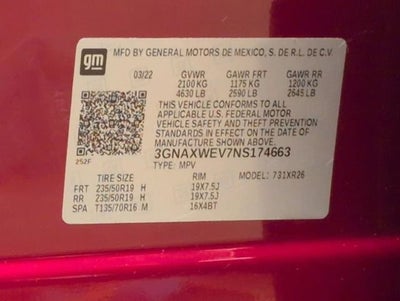 gm MFD BY GENERAL MOTORS DE MEXICO, S. DE R.L. DE C.V.
03/22 GVWR GAWR FRT GAWR RR
2100 KG 1175 KG 1200 KG
4630 LB 2590 LB 2645 LB
THIS VEHICLE CONFORMS TO ALL
APPLICABLE U.S. FEDERAL MOTOR
VEHICLE SAFETY AND THEFT PREVENTION
STANDARDS IN EFFECT ON THE DATE OF
MANUFACTURE SHOWN ABOVE.
3GNAXWEV7NS174663
252F TYPE: MPV MODEL: 731XR26
TIRE SIZE RIM
FRT 235/50R19 H 19X7.5J
RR 235/50R19 H 19X7.5J
SPA T135/70R16 M 16X4BT